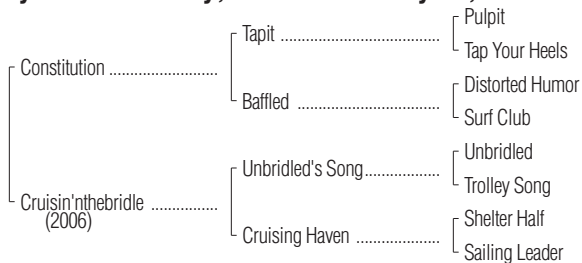 Pulpit
Tapit
Tap Your Heels
Constitution
Distorted Humor
Baffled
Surf Club
Unbridled
Unbridled's Song
Trolley Song
Cruisin'nthebridle
(2006)
Shelter Half
Cruising Haven
Sailing Leader